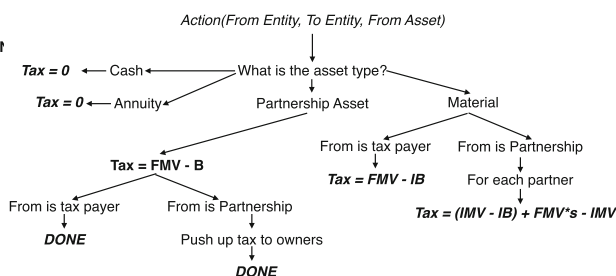 Action(From Entity, To Entity, From Asset)
Tax = 0 Cash What is the asset type?
Tax = 0 Annuity Partnership Asset Material
From is tax payer From is Partnership
Tax = FMV - B
Tax = FMV - IB For each partner
From is tax payer From is Partnership
Tax = (IMV - IB) + FMV*s - IMV
DONE Push up tax to owners
DONE